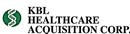 KBL
HEALTHCARE
ACQUISITION CORP.